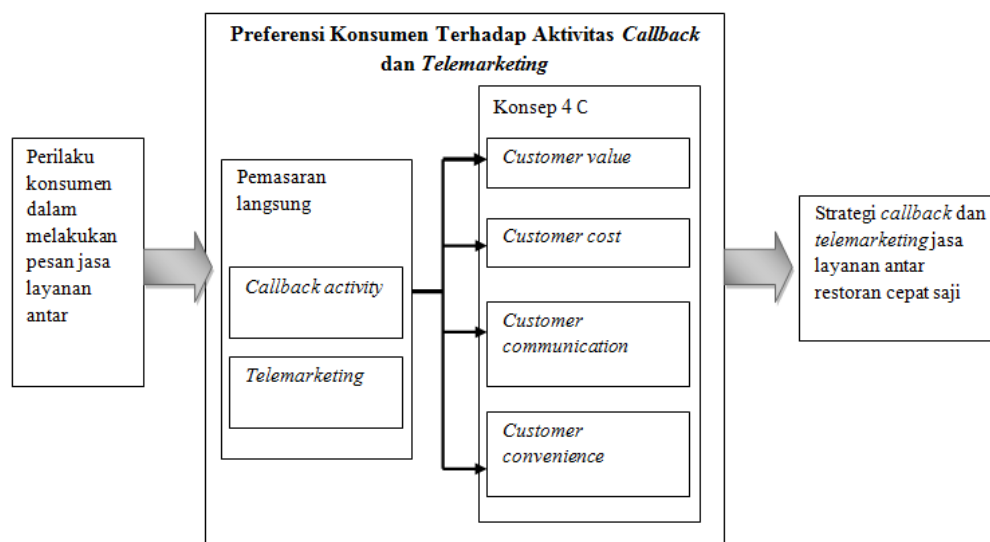 Preferensi Konsumen Terhadap Aktivitas Callback
dan Telemarketing
Perilaku
konsumen
dalam
melakukan
pesan jasa
layanan
antar
Pemasaran
langsung
Callback activity
Telemarketing
Konsep 4 C
Customer value
Customer cost
Customer
communication
Customer
convenience
Strategi callback dan
telemarketing jasa
layanan antar
restoran cepat saji